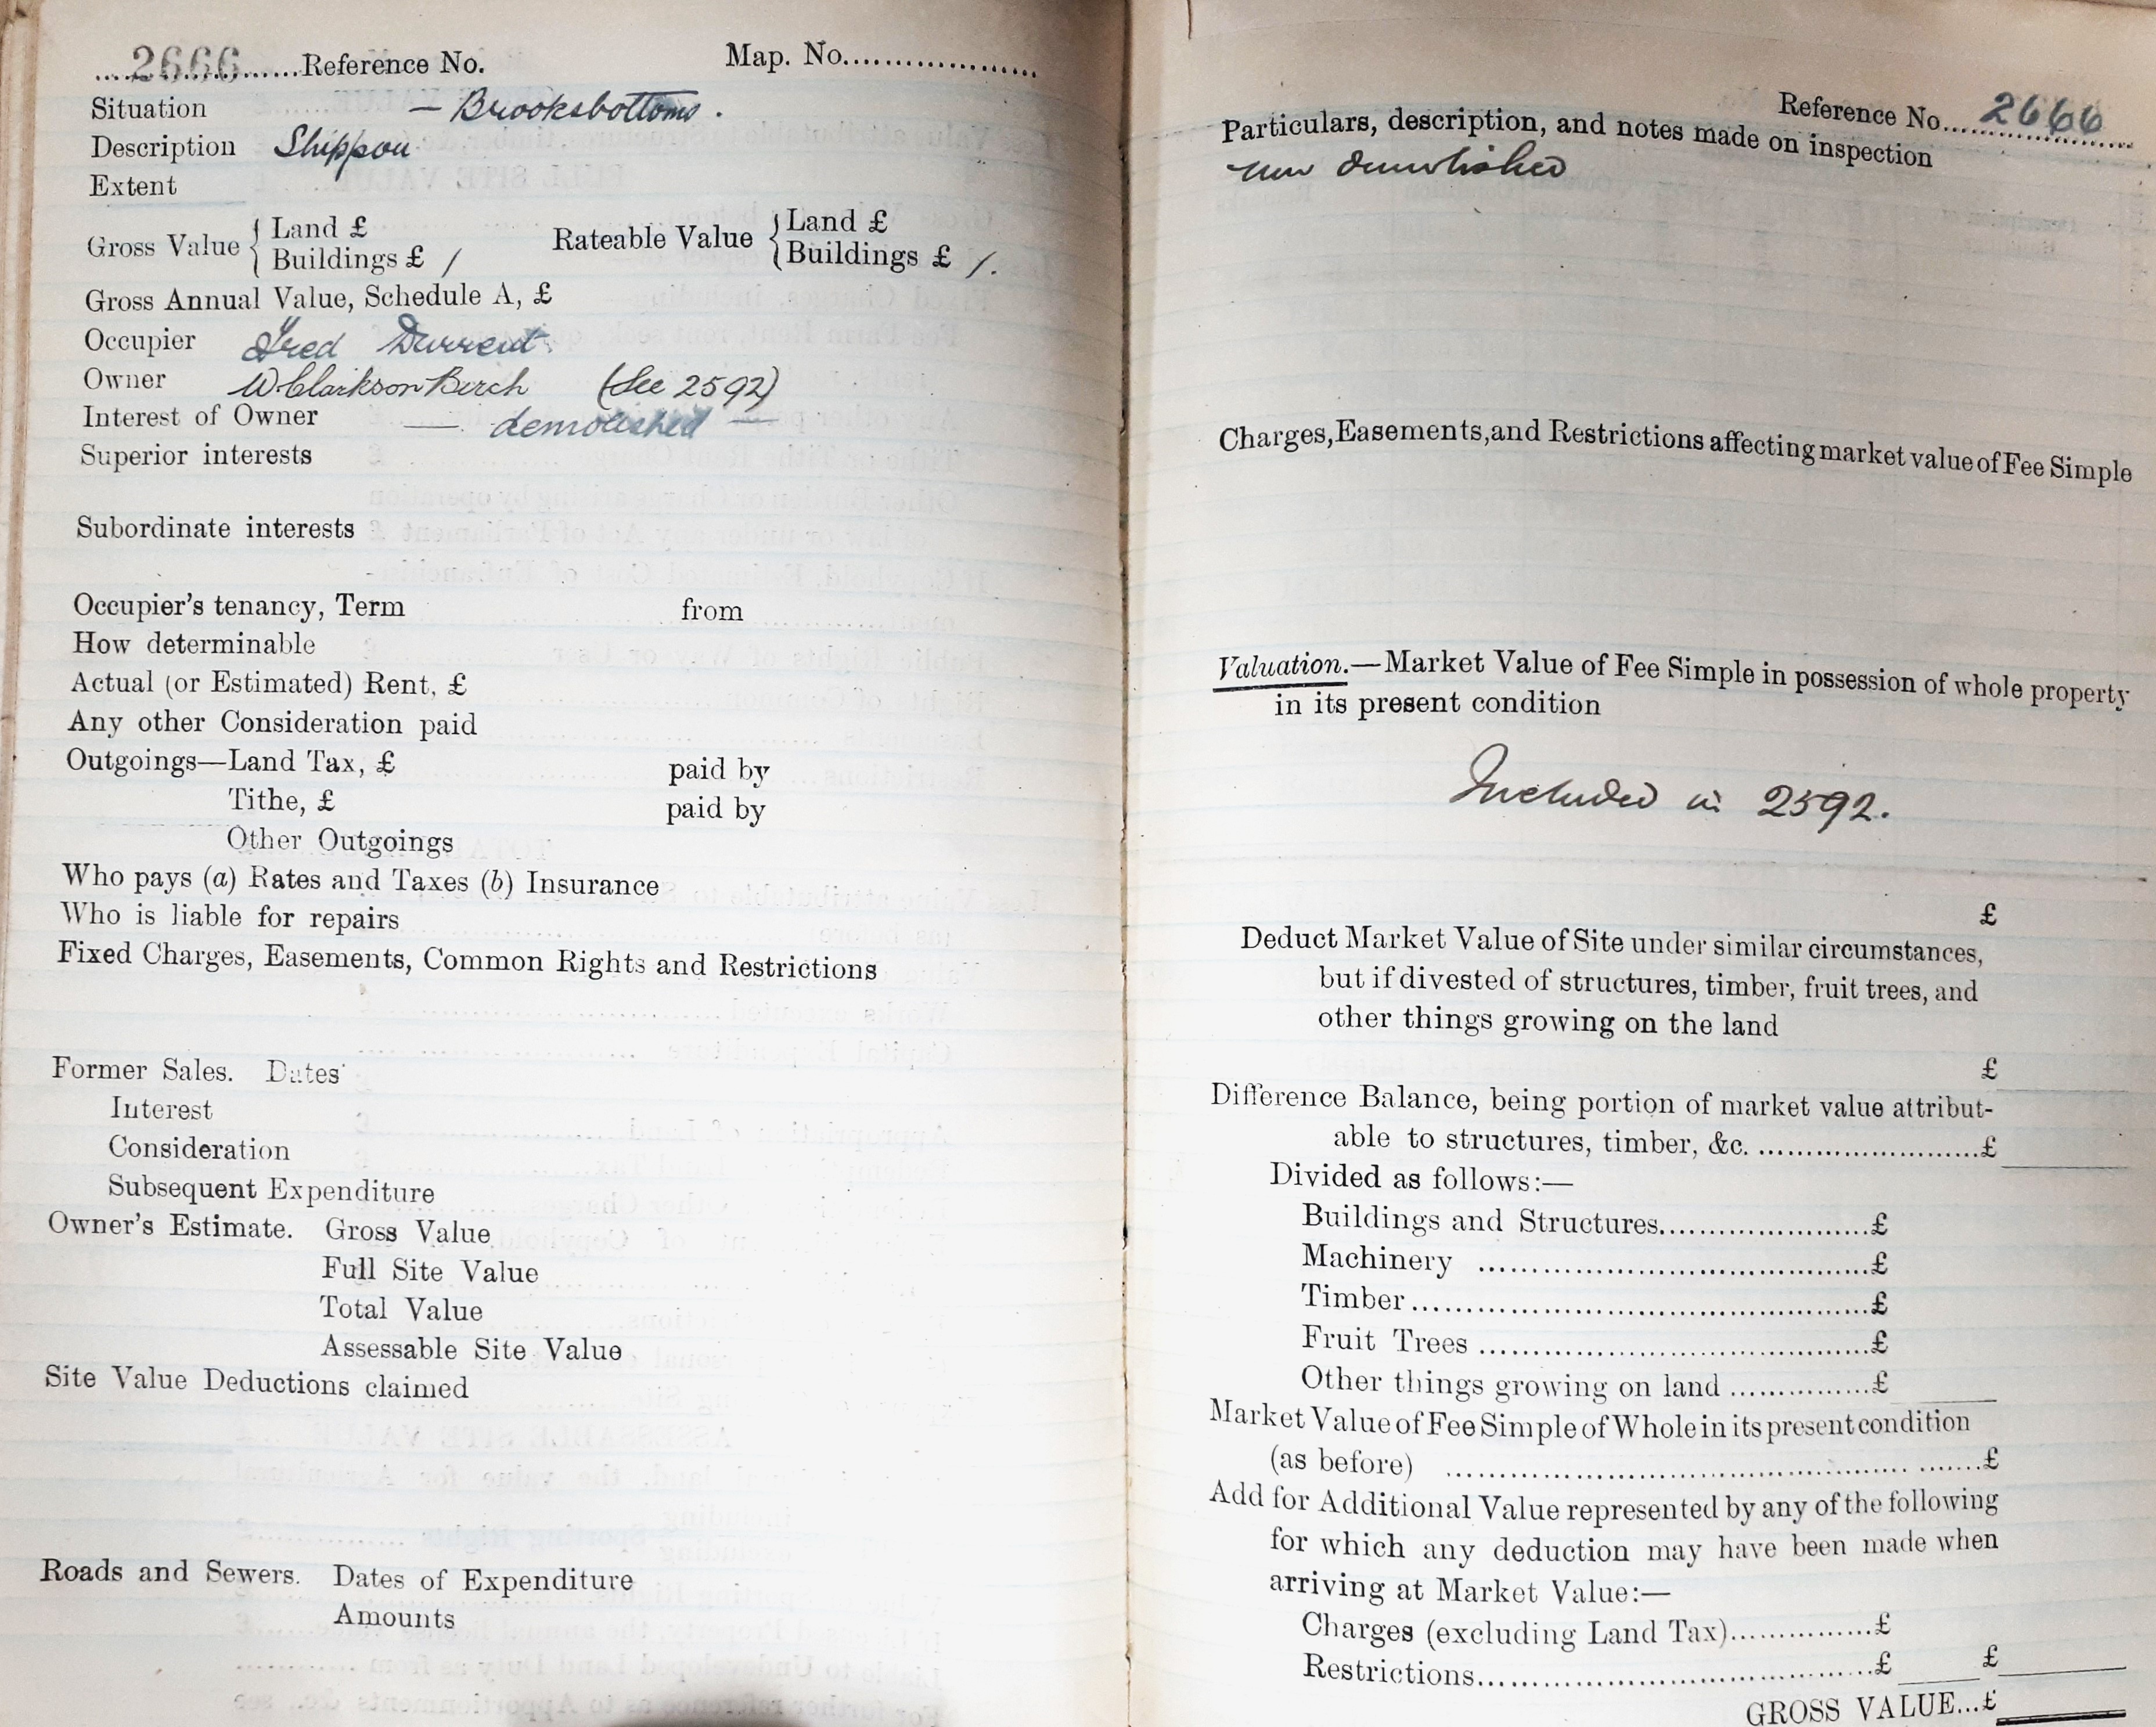 2666 Reference No. Map. No.
Situation — Brooksbottoms.
Description Shippon
Extent
Gross Value { Land £
Buildings £ /
Rateable Value { Land £
Buildings £ /.
Gross Annual Value, Schedule A, £
Occupier Fred Durrent
Owner W. Clarkson Birch (See 2592)
Interest of Owner — demolished —
Superior interests
Subordinate interests
Occupier's tenancy, Term from
How determinable
Actual (or Estimated) Rent, £
Any other Consideration paid
Outgoings—Land Tax, £ paid by
Tithe, £ paid by
Other Outgoings
Who pays (a) Rates and Taxes (b) Insurance
Who is liable for repairs
Fixed Charges, Easements, Common Rights and Restrictions
Former Sales. Dates
Interest
Consideration
Subsequent Expenditure
Owner's Estimate. Gross Value
Full Site Value
Total Value
Assessable Site Value
Site Value Deductions claimed
Roads and Sewers. Dates of Expenditure
Amounts
Reference No. 2666
Particulars, description, and notes made on inspection
now demolished
Charges, Easements, and Restrictions affecting market value of Fee Simple
Valuation.—Market Value of Fee Simple in possession of whole property
in its present condition
Included in 2592.
£
Deduct Market Value of Site under similar circumstances,
but if divested of structures, timber, fruit trees, and
other things growing on the land
£
Difference Balance, being portion of market value attribut-
able to structures, timber, &c. £
Divided as follows:—
Buildings and Structures £
Machinery £
Timber £
Fruit Trees £
Other things growing on land £
Market Value of Fee Simple of Whole in its present condition
(as before) £
Add for Additional Value represented by any of the following
for which any deduction may have been made when
arriving at Market Value:—
Charges (excluding Land Tax) £
Restrictions £ £
GROSS VALUE...£